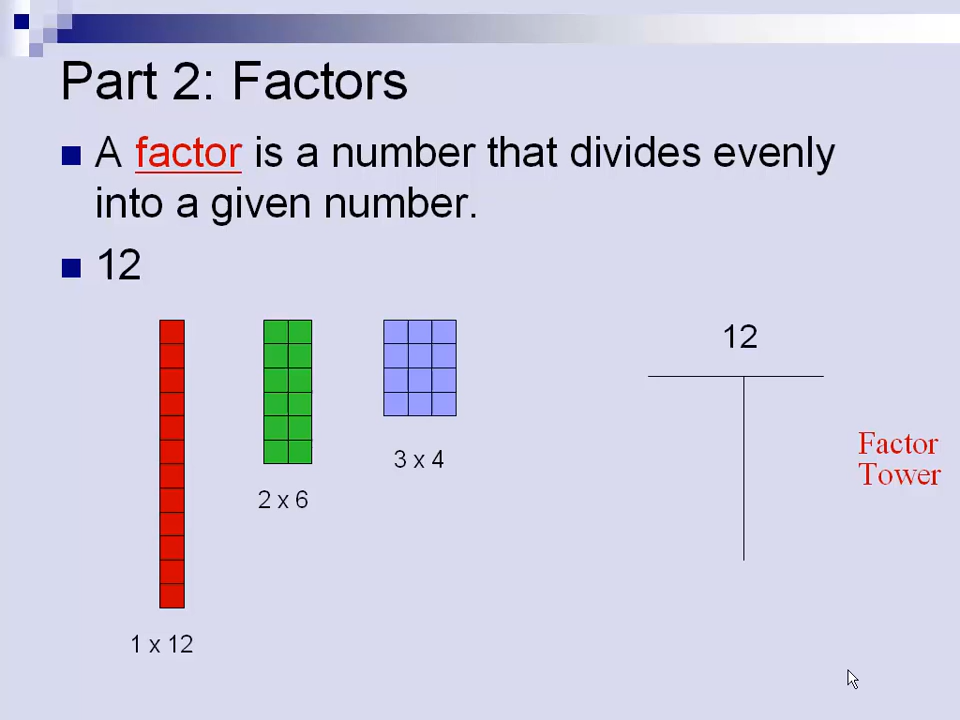 Part 2: Factors
A factor is a number that divides evenly
into a given number.
12
12
Factor
Tower
3 x 4
2 x 6
1 x 12